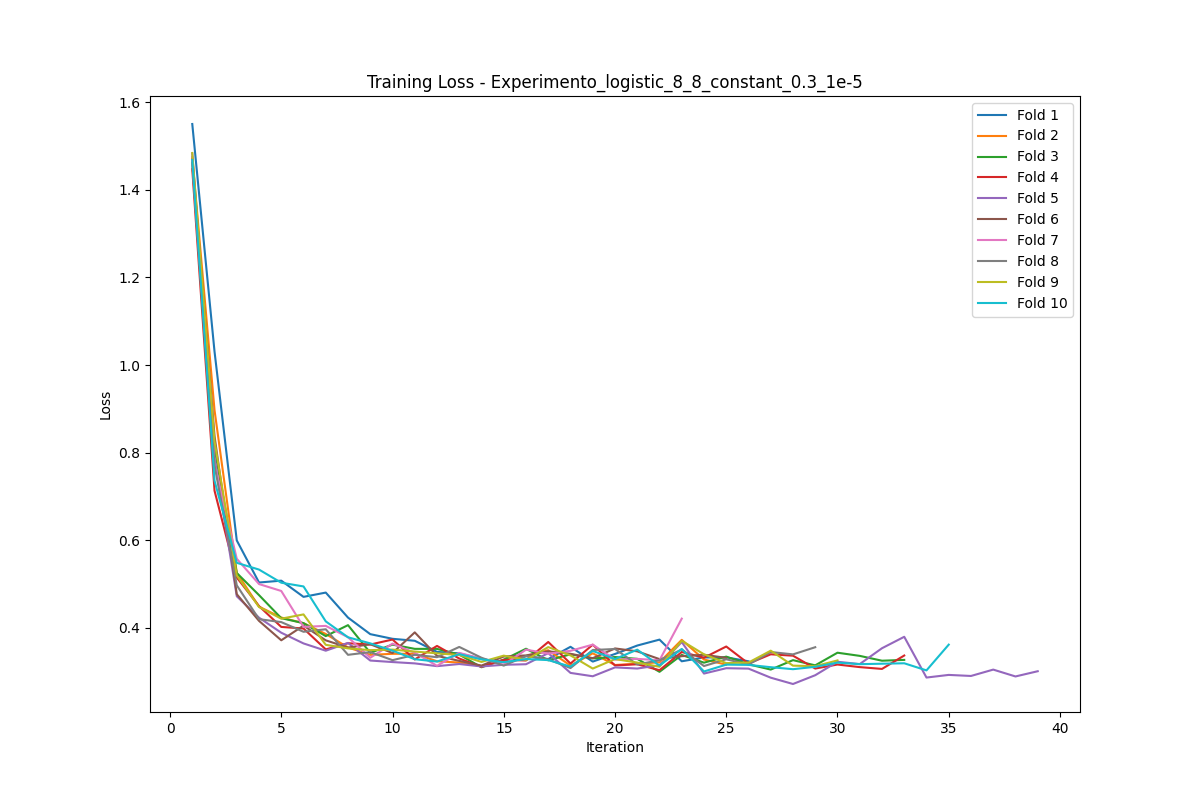 Training Loss - Experimento_logistic_8_8_constant_0.3_1e-5
1.6
1.4
1.2
1.0
0.8
0.6
0.4
Loss
Fold 1
Fold 2
Fold 3
Fold 4
Fold 5
Fold 6
Fold 7
Fold 8
Fold 9
Fold 10
0 5 10 15 20 25 30 35 40
Iteration